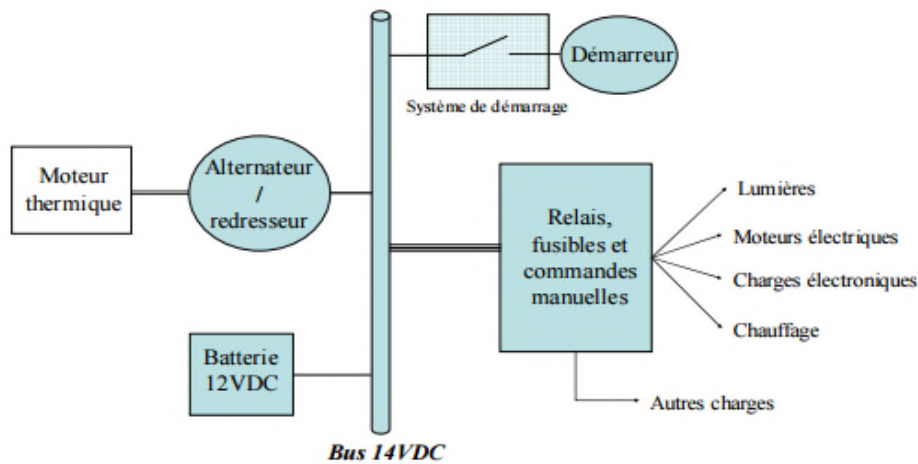 Démarreur
Système de démarrage
Moteur
thermique
Alternateur
/
redresseur
Relais,
fusibles et
commandes
manuelles
Lumières
Moteurs électriques
Charges électroniques
Chauffage
Batterie
12VDC
Autres charges
Bus 14VDC